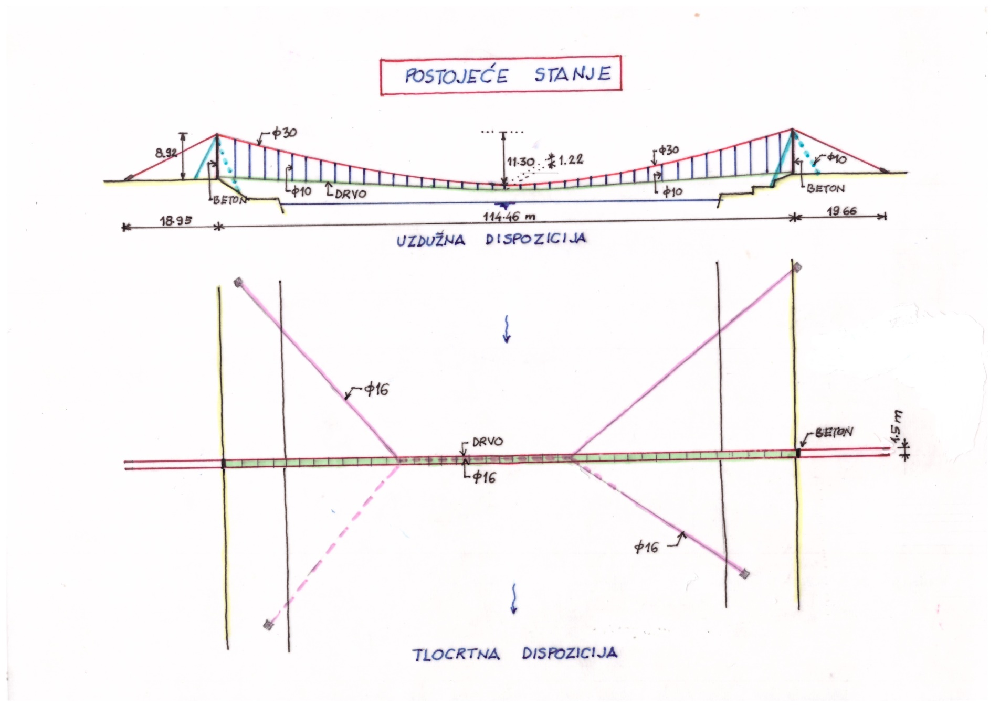 POSTOJEĆE STANJE
ϕ30
8.92
11.30
1.22
ϕ30
ϕ10
BETON
ϕ10
DRVO
ϕ10
BETON
18.95
114.46 m
19 66
UZDUŽNA DISPOZICIJA
ϕ16
DRVO
ϕ16
BETON
1.5 m
ϕ16
TLOCRTNA DISPOZICIJA